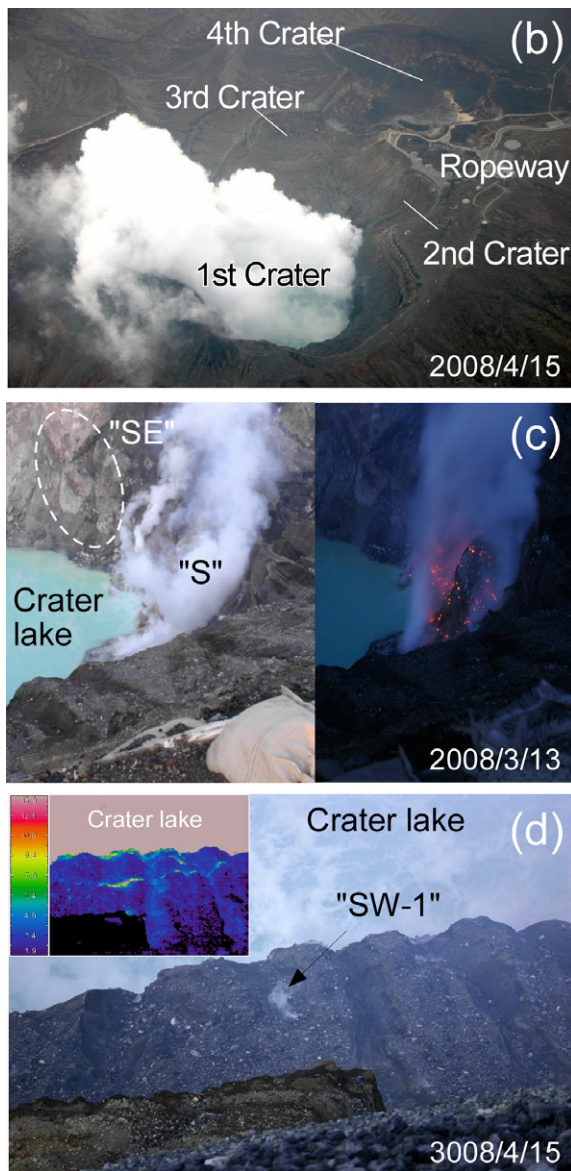 (b)
4th Crater
3rd Crater
Ropeway
2nd Crater
1st Crater
2008/4/15
(c)
"SE"
"S"
Crater
lake
2008/3/13
(d)
Crater lake
Crater lake
"SW-1"
3008/4/15